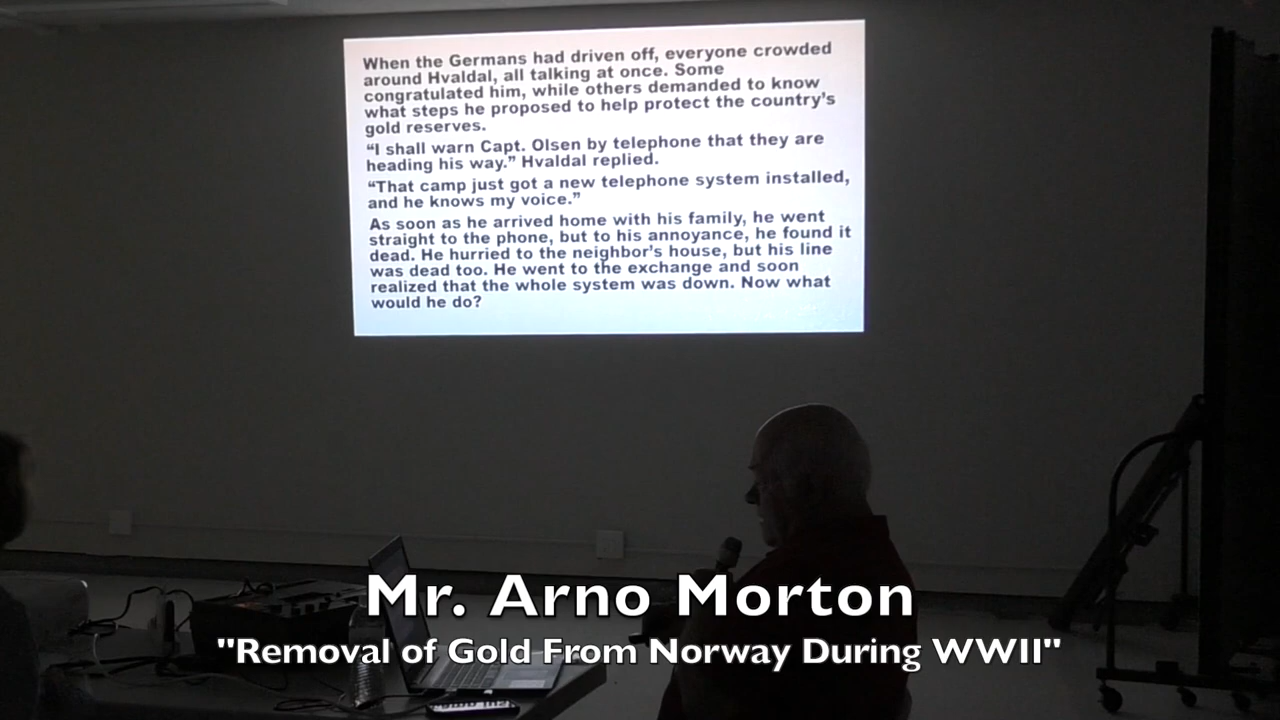 When the Germans had driven off, everyone crowded
around Hvaldal, all talking at once. Some
congratulated him, while others demanded to know
what steps he proposed to help protect the country's
gold reserves.
“I shall warn Capt. Olsen by telephone that they are
heading his way.” Hvaldal replied.
“That camp just got a new telephone system installed,
and he knows my voice.”
As soon as he arrived home with his family, he went
straight to the phone, but to his annoyance, he found it
dead. He hurried to the neighbor's house, but his line
was dead too. He went to the exchange and soon
realized that the whole system was down. Now what
would he do?
Mr. Arno Morton
"Removal of Gold From Norway During WWII"